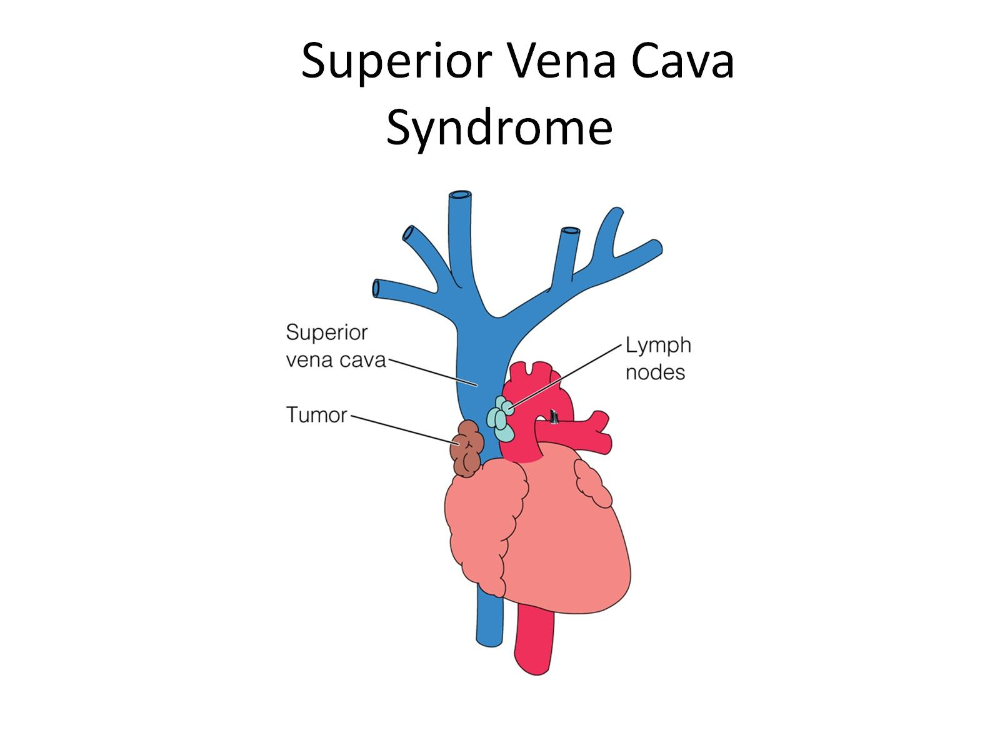 Superior Vena Cava
Syndrome
Superior
vena cava
Lymph
nodes
Tumor